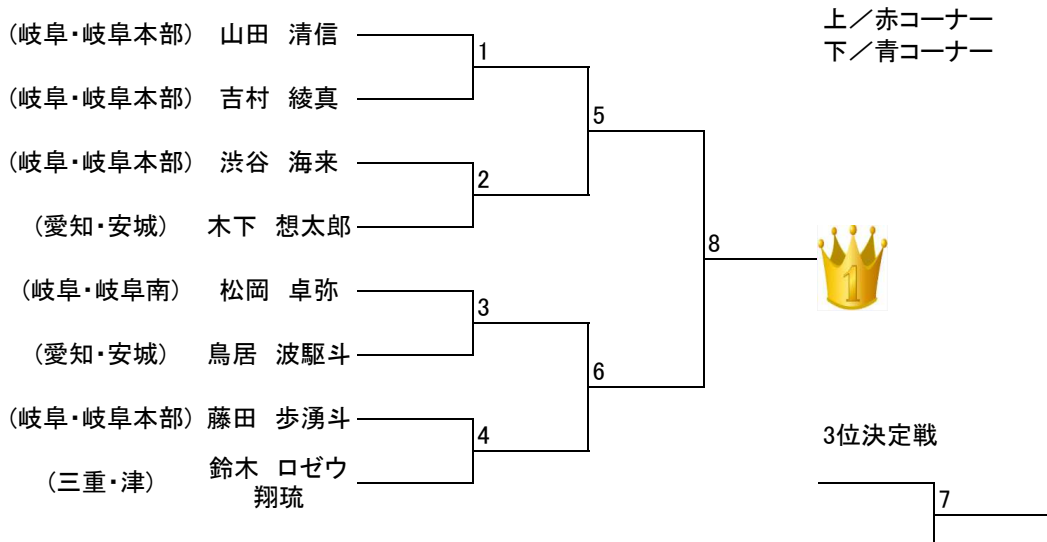 上／赤コーナー
下／青コーナー
(岐阜・岐阜本部) 山田 清信
1
(岐阜・岐阜本部) 吉村 綾真
5
(岐阜・岐阜本部) 渋谷 海来
2
(愛知・安城) 木下 想太郎
8
1
(岐阜・岐阜南) 松岡 卓弥
3
(愛知・安城)鳥居 波駆斗
6
(岐阜・岐阜本部) 藤田 歩湧斗
4
3位決定戦
(三重・津) 鈴木 ロゼウ
翔琉
7